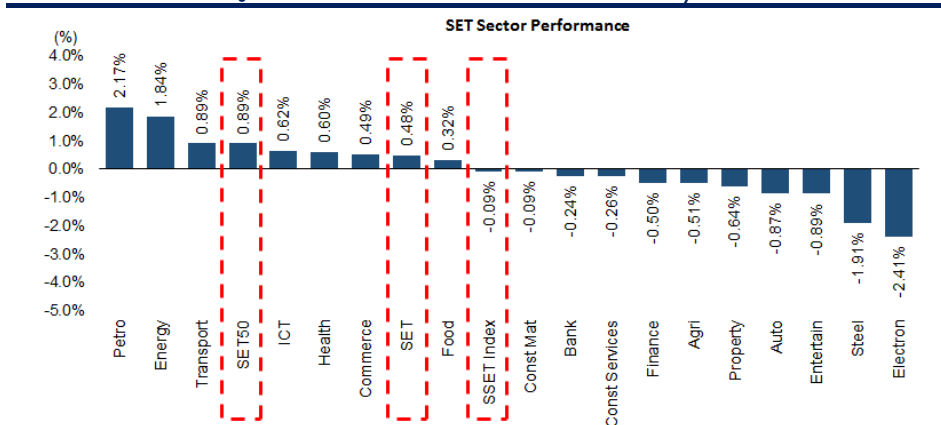 SET Sector Performance
(%)
4.0%
3.0%
2.0%
1.0%
0.0%
-1.0%
-2.0%
-3.0%
-4.0%
-5.0%
2.17%
1.84%
0.89%
0.89%
0.62%
0.60%
0.49%
0.48%
0.32%
-0.09%
-0.09%
-0.24%
-0.26%
-0.50%
-0.51%
-0.64%
-0.87%
-0.89%
-1.91%
-2.41%
Petro
Energy
Transport
SET50
ICT
Health
Commerce
SET
Food
SSET Index
Const Mat
Bank
Const Services
Finance
Agri
Property
Auto
Entertain
Steel
Electron